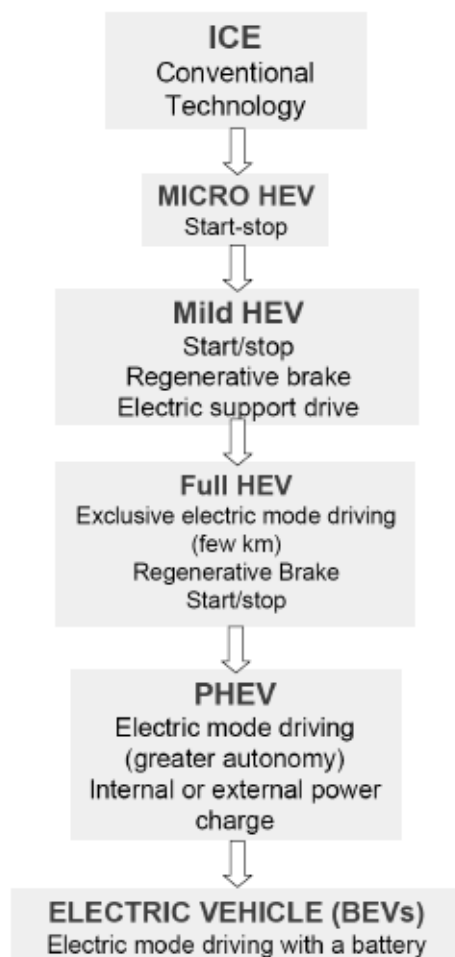 ICE
Conventional
Technology
MICRO HEV
Start-stop
Mild HEV
Start/stop
Regenerative brake
Electric support drive
Full HEV
Exclusive electric mode driving
(few km)
Regenerative Brake
Start/stop
PHEV
Electric mode driving
(greater autonomy)
Internal or external power
charge
ELECTRIC VEHICLE (BEVs)
Electric mode driving with a battery